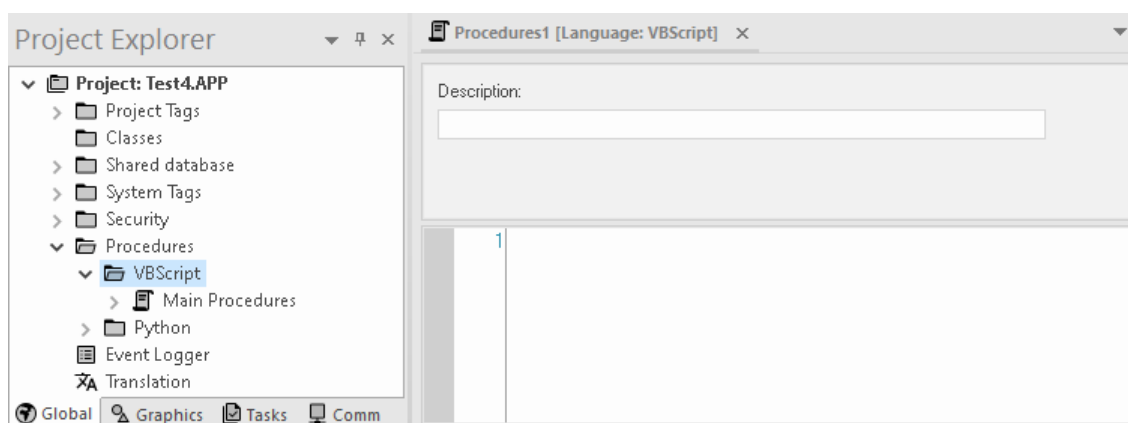 Project Explorer
Project: Test4.APP
Project Tags
Classes
Shared database
System Tags
Security
Procedures
VBScript
Main Procedures
Python
Event Logger
Translation
Global Graphics Tasks Comm
Procedures1 [Language: VBScript]
Description:
1